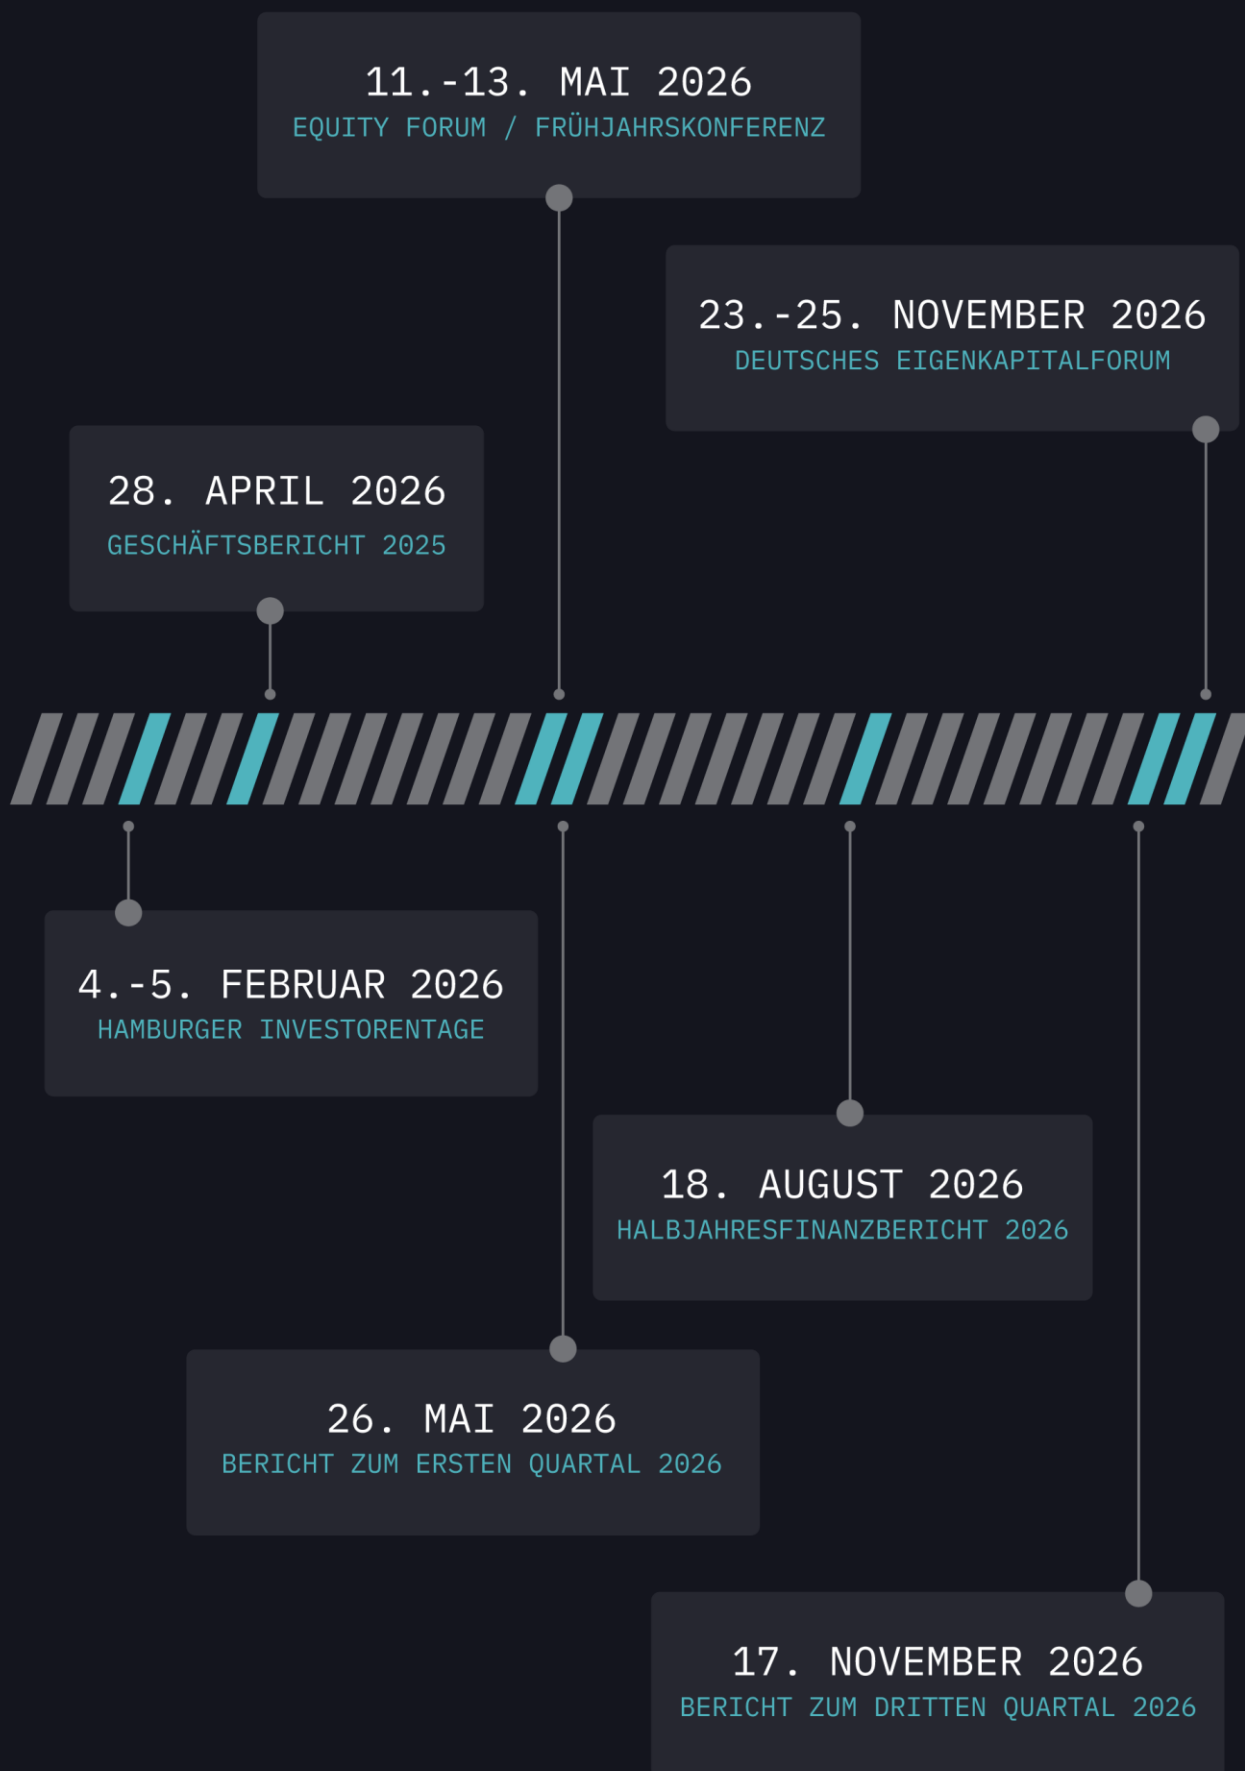 11.-13. MAI 2026
EQUITY FORUM / FRÜHJAHRSKONFERENZ
23.-25. NOVEMBER 2026
DEUTSCHES EIGENKAPITALFORUM
28. APRIL 2026
GESCHÄFTSBERICHT 2025
4.-5. FEBRUAR 2026
HAMBURGER INVESTORENTAGE
18. AUGUST 2026
HALBJAHRESFINANZBERICHT 2026
26. MAI 2026
BERICHT ZUM ERSTEN QUARTAL 2026
17. NOVEMBER 2026
BERICHT ZUM DRITTEN QUARTAL 2026